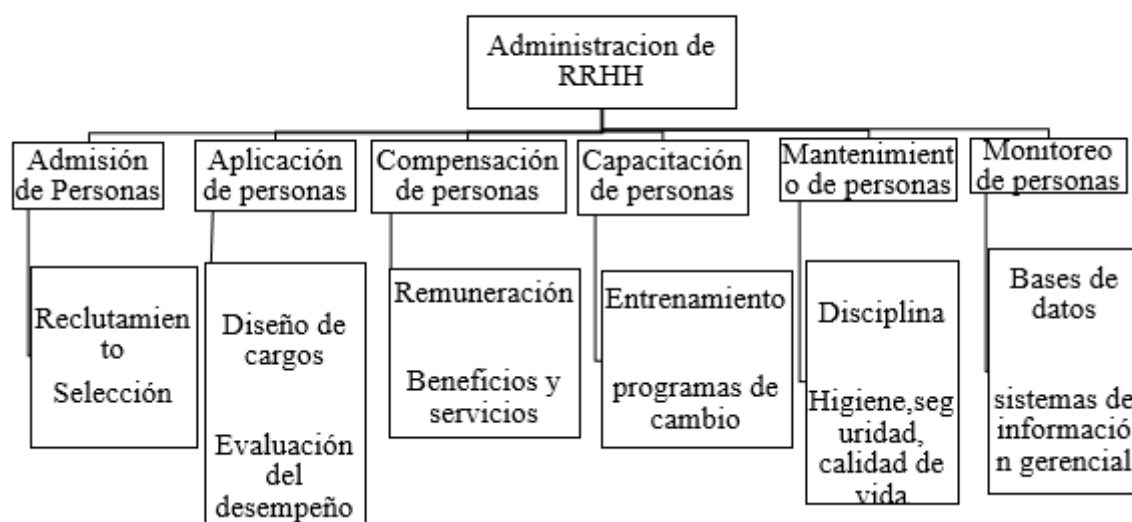 Administracion de
RRHH
Admisión
de Personas
Aplicación
de personas
Compensación
de personas
Capacitación
de personas
Mantenimient
o de personas
Monitoreo
de personas
Reclutamien
to
Selección
Diseño de
cargos
Evaluación
del
desempeño
Remuneración
Beneficios y
servicios
Entrenamiento
programas de
cambio
Disciplina
Higiene,seg
uridad,
calidad de
vida
Bases de
datos
sistemas de
informació
n gerencial